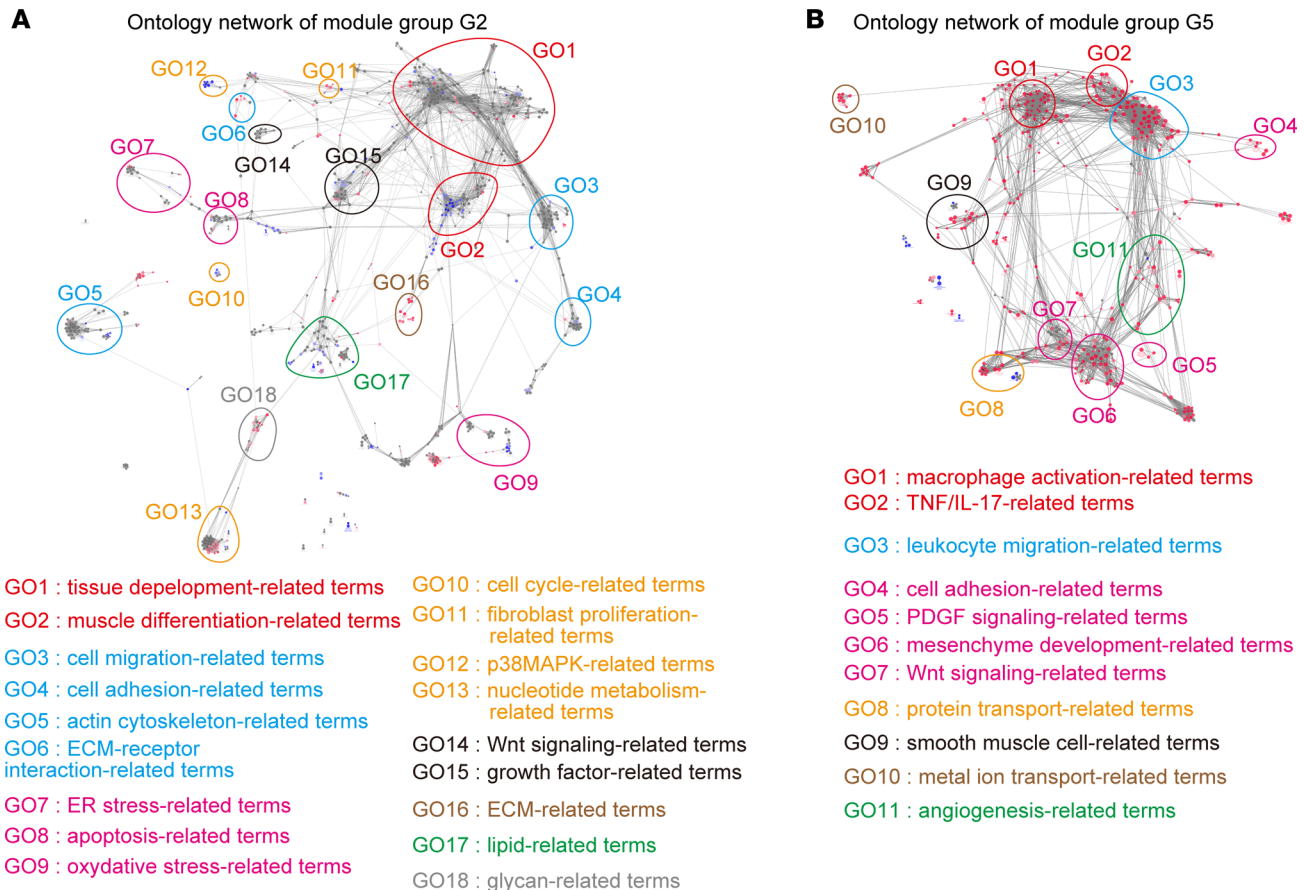 A
Ontology network of module group G2
GO1
GO12
GO11
GO6
GO14
GO7
GO15
GO8
GO3
GO2
GO10
GO16
GO5
GO4
GO17
GO18
GO9
GO13
GO1 : tissue depelopment-related terms
GO2 : muscle differentiation-related terms
GO3 : cell migration-related terms
GO4 : cell adhesion-related terms
GO5 : actin cytoskeleton-related terms
GO6 : ECM-receptor
interaction-related terms
GO7 : ER stress-related terms
GO8 : apoptosis-related terms
GO9 : oxydative stress-related terms
GO10 : cell cycle-related terms
GO11 : fibroblast proliferation-
related terms
GO12 : p38MAPK-related terms
GO13 : nucleotide metabolism-
related terms
GO14 : Wnt signaling-related terms
GO15 : growth factor-related terms
GO16 : ECM-related terms
GO17 : lipid-related terms
GO18 : glycan-related terms
B
Ontology network of module group G5
GO2
GO1
GO3
GO10
GO4
GO9
GO11
GO7
GO5
GO8
GO6
GO1 : macrophage activation-related terms
GO2 : TNF/IL-17-related terms
GO3 : leukocyte migration-related terms
GO4 : cell adhesion-related terms
GO5 : PDGF signaling-related terms
GO6 : mesenchyme development-related terms
GO7 : Wnt signaling-related terms
GO8 : protein transport-related terms
GO9 : smooth muscle cell-related terms
GO10 : metal ion transport-related terms
GO11 : angiogenesis-related terms